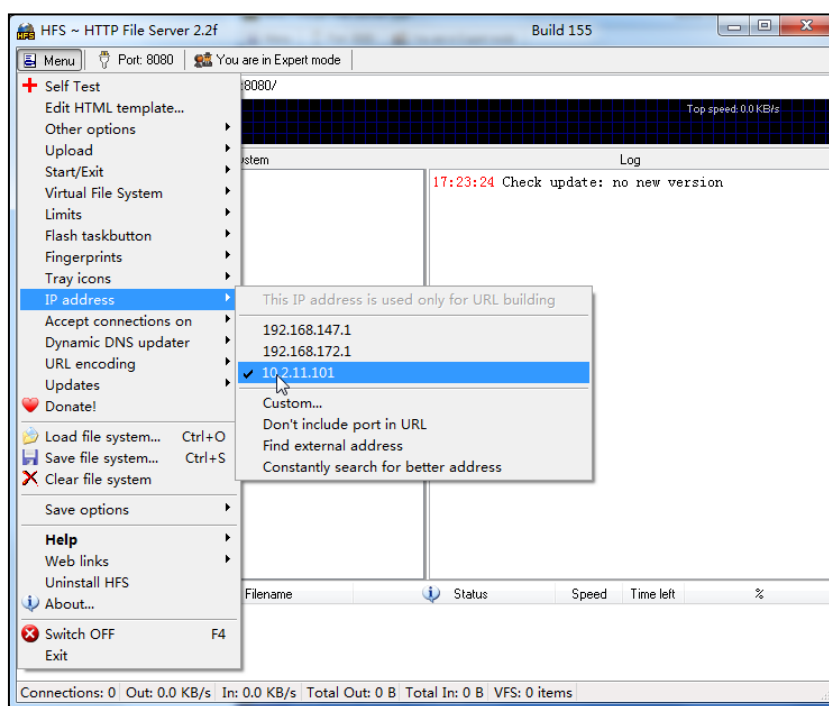 HFS ~ HTTP File Server 2.2f Build 155
Menu Port: 8080 You are in Expert mode
:8080/
Top speed: 0.0 KB/s
Log
17:23:24 Check update: no new version
Self Test
Edit HTML template...
Other options
Upload
Start/Exit
Virtual File System
Limits
Flash taskbutton
Fingerprints
Tray icons
IP address
Accept connections on
Dynamic DNS updater
URL encoding
Updates
Donate!
Load file system... Ctrl+O
Save file system... Ctrl+S
Clear file system
Save options
Help
Web links
Uninstall HFS
About...
Switch OFF F4
Exit
This IP address is used only for URL building
192.168.147.1
192.168.172.1
10.2.11.101
Custom...
Don't include port in URL
Find external address
Constantly search for better address
Filename Status Speed Time left %
Connections: 0 Out: 0.0 KB/s In: 0.0 KB/s Total Out: 0 B Total In: 0 B VFS: 0 items